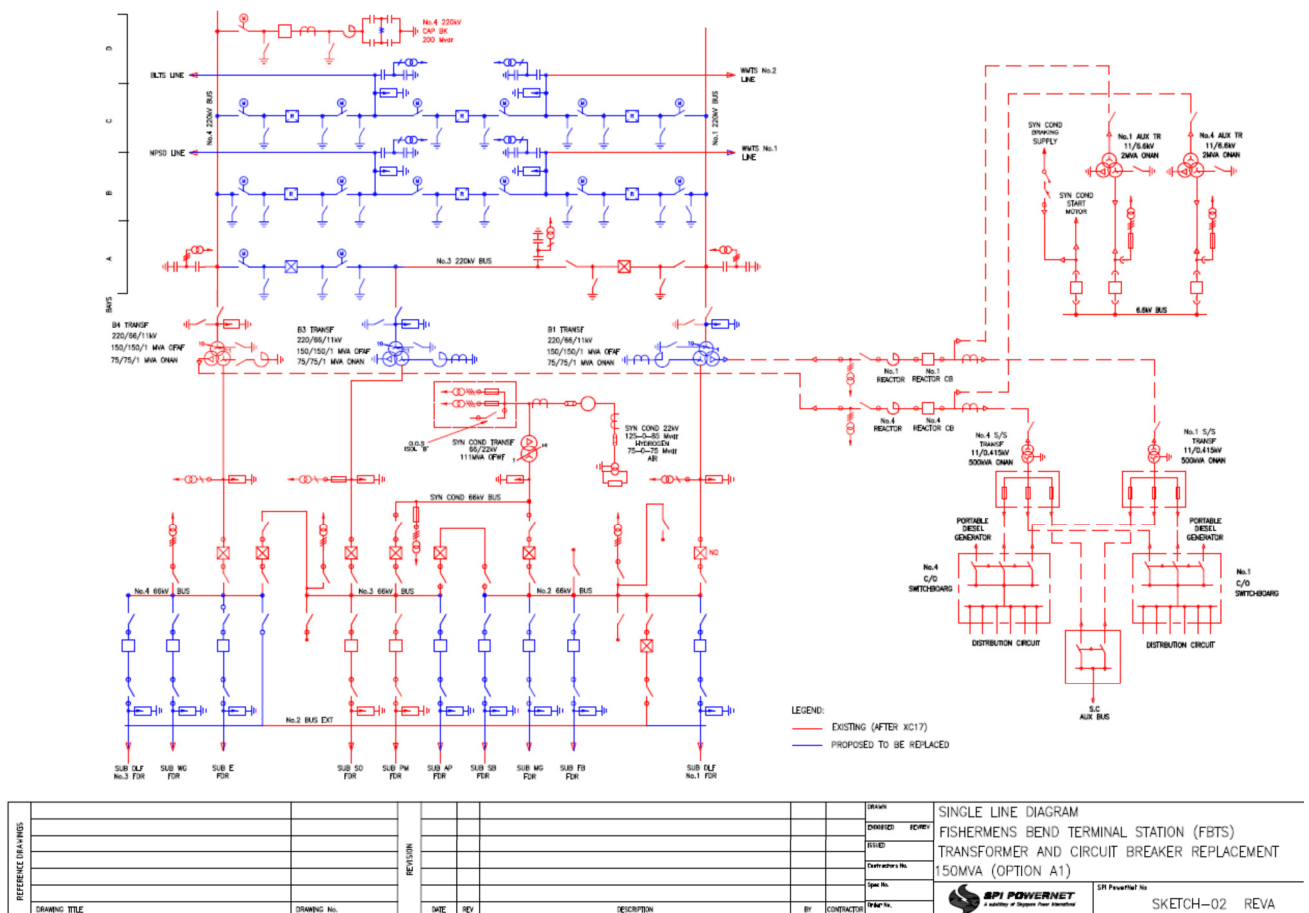 No.4 220kV
CAP BK
200 Mvar
D
C
B
A
BAYS
BLTS LINE
WMTS No.2
LINE
No.4 220kV BUS
No.1 220kV BUS
M
M
M
M
M
M
M
NPSD LINE
WMTS No.1
LINE
M
M
No.3 220kV BUS
B4 TRANSF
220/66/11kV
150/150/1 MVA OFAF
75/75/1 MVA ONAN
B3 TRANSF
220/66/11kV
150/150/1 MVA OFAF
75/75/1 MVA ONAN
B1 TRANSF
220/66/11kV
150/150/1 MVA OFAF
75/75/1 MVA ONAN
SYN COND
BRAKING
SUPPLY
SYN COND
START
MOTOR
No.1 AUX TR
11/6.6kV
2MVA ONAN
No.4 AUX TR
11/6.6kV
2MVA ONAN
6.6kV BUS
No.1
REACTOR
No.1
REACTOR CB
No.4
REACTOR
No.4
REACTOR CB
O.O.S
ISOL "B"
SYN COND TRANSF
66/22kV
111MVA OFWF
SYN COND 22kV
125-0-65 Mvar
HYDROGEN
75-0-75 Mvar
AIR
SYN COND 66kV BUS
No.4 S/S
TRANSF
11/0.415kV
500kVA ONAN
No.1 S/S
TRANSF
11/0.415kV
500kVA ONAN
PORTABLE
DIESEL
GENERATOR
PORTABLE
DIESEL
GENERATOR
No.4
C/O
SWITCHBOARD
No.1
C/O
SWITCHBOARD
DISTRIBUTION CIRCUIT
DISTRIBUTION CIRCUIT
S.C
AUX BUS
NO
No.4 66kV BUS
No.3 66kV BUS
No.2 66kV BUS
No.2 BUS EXT
SUB DLF
No.3 FDR
SUB WG
FDR
SUB E
FDR
SUB SO
FDR
SUB PM
FDR
SUB AP
FDR
SUB SB
FDR
SUB MG
FDR
SUB FB
FDR
SUB DLF
No.1 FDR
LEGEND:
EXISTING (AFTER XC17)
PROPOSED TO BE REPLACED
REFERENCE DRAWINGS
DRAWING TITLE
DRAWING No.
REVISION
DATE
REV
DESCRIPTION
BY
CONTRACTOR
DRAWN
ENDORSED
ISSUED
Contractors No.
Spec No.
Order No.
SINGLE LINE DIAGRAM
FISHERMENS BEND TERMINAL STATION (FBTS)
TRANSFORMER AND CIRCUIT BREAKER REPLACEMENT
150MVA (OPTION A1)
SPI POWERNET
A subsidiary of Singapore Power International
SPI PowerNet No
SKETCH-02 REVA